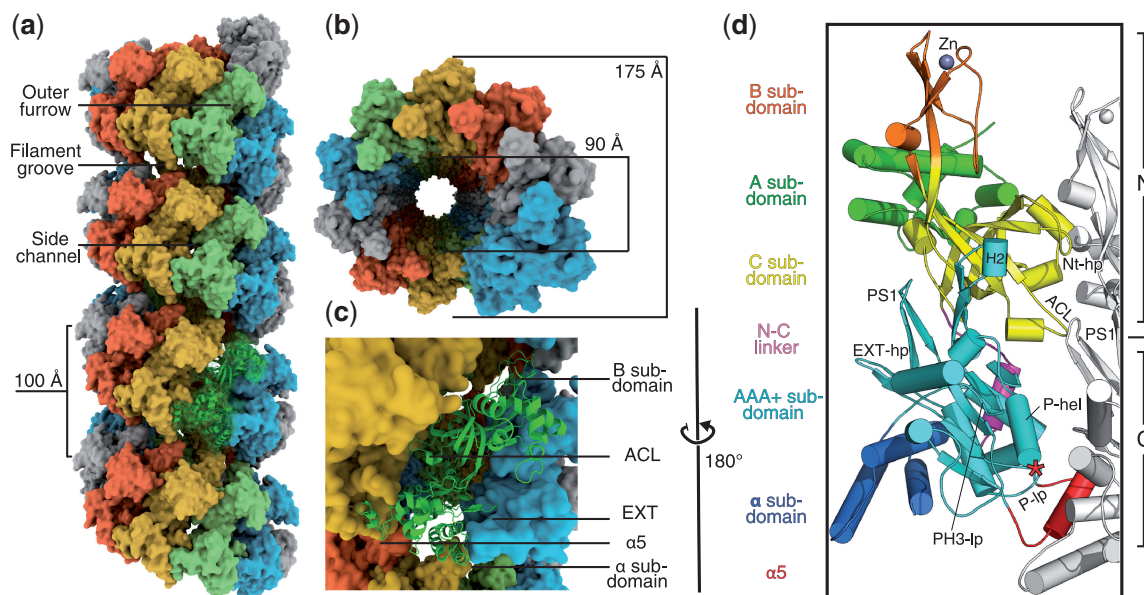 (a)
Outer
furrow
Filament
groove
Side
channel
100 Å
(b)
175 Å
90 Å
(c)
B sub-
domain
ACL
EXT
α5
α sub-
domain
180°
(d)
B sub-
domain
A sub-
domain
C sub-
domain
N-C
linker
AAA+ sub-
domain
α sub-
domain
α5
Zn
H2I
Nt-hp
ACL
PS1
PS1
EXT-hp
P-hel
*
P-lp
PH3-lp
N
C